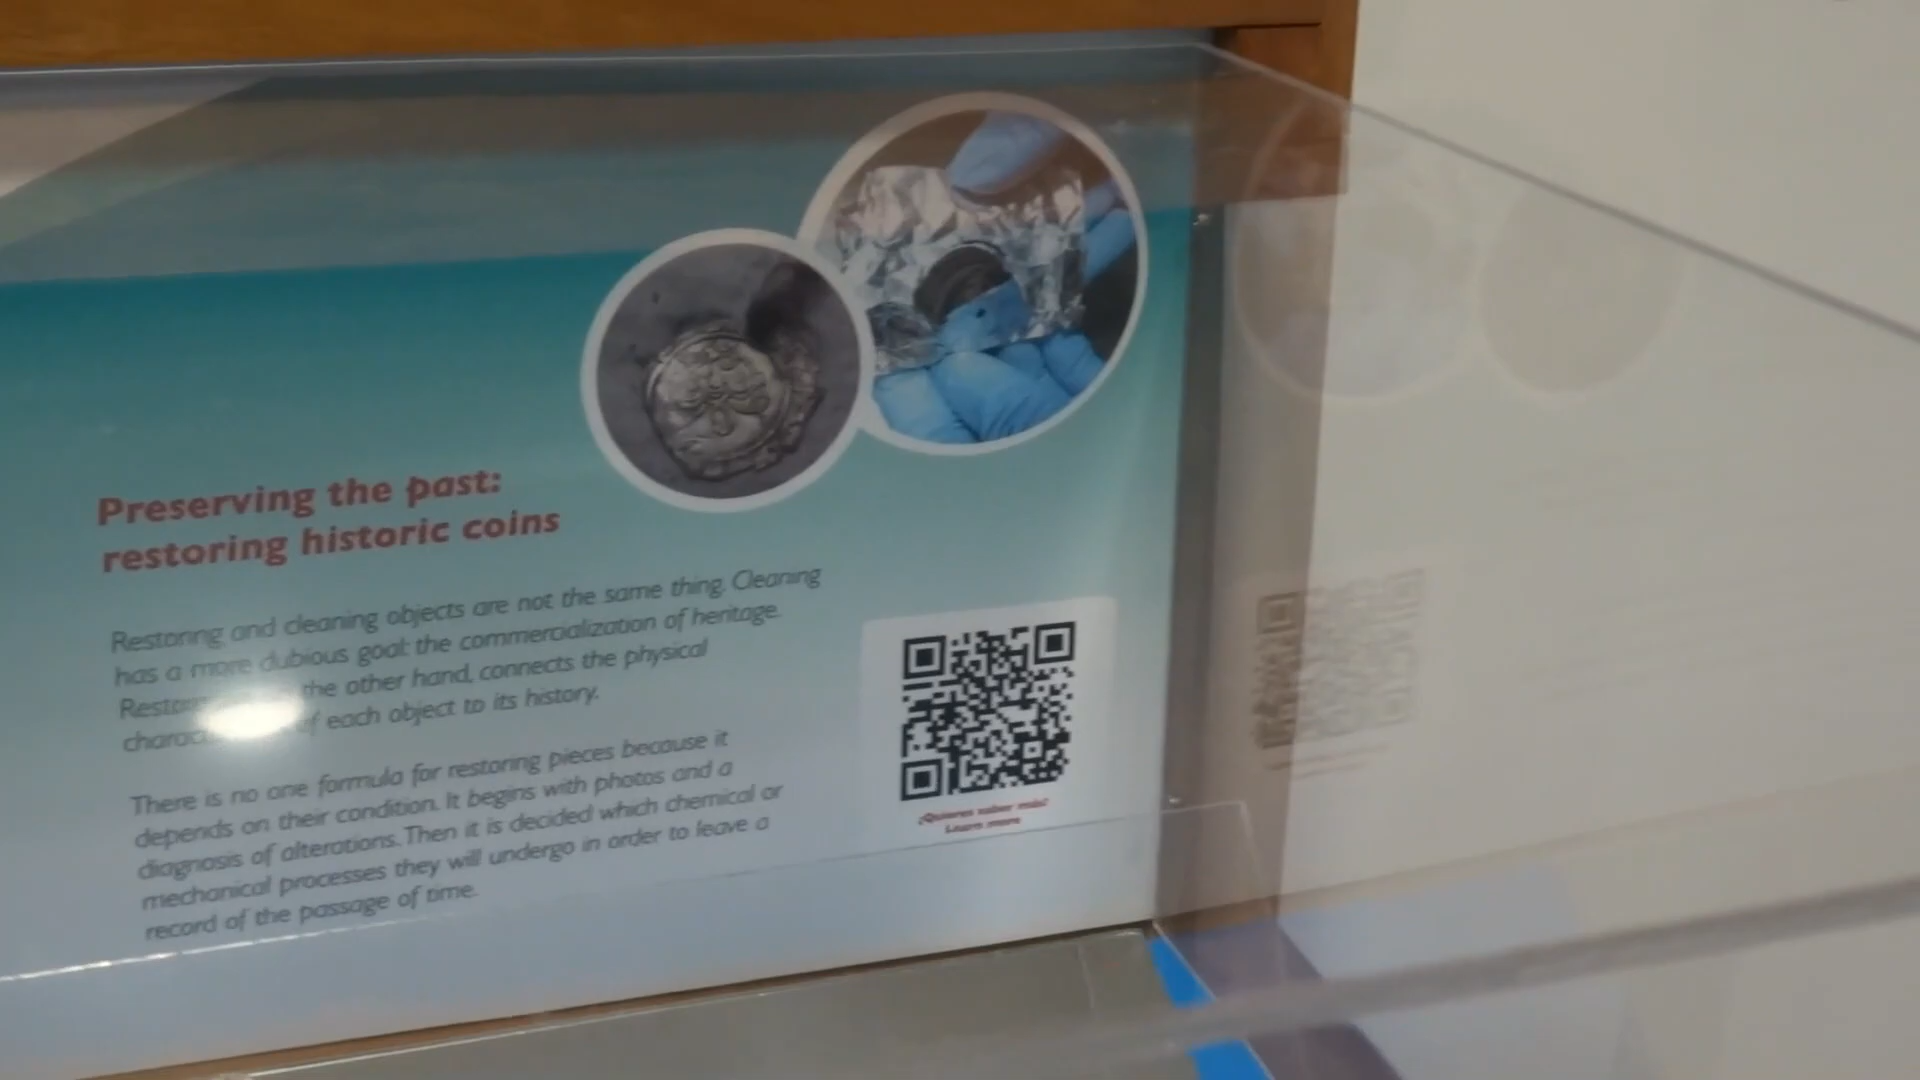 Preserving the past:
restoring historic coins
Restoring and cleaning objects are not the same thing. Cleaning
has a more dubious goal: the commercialization of heritage.
the other hand, connects the physical
of each object to its history.
There is no one formula for restoring pieces because it
depends on their condition. It begins with photos and a
diagnosis of alterations. Then it is decided which chemical or
mechanical processes they will undergo in order to leave a
record of the passage of time.
¿Quieres saber más?
Learn more